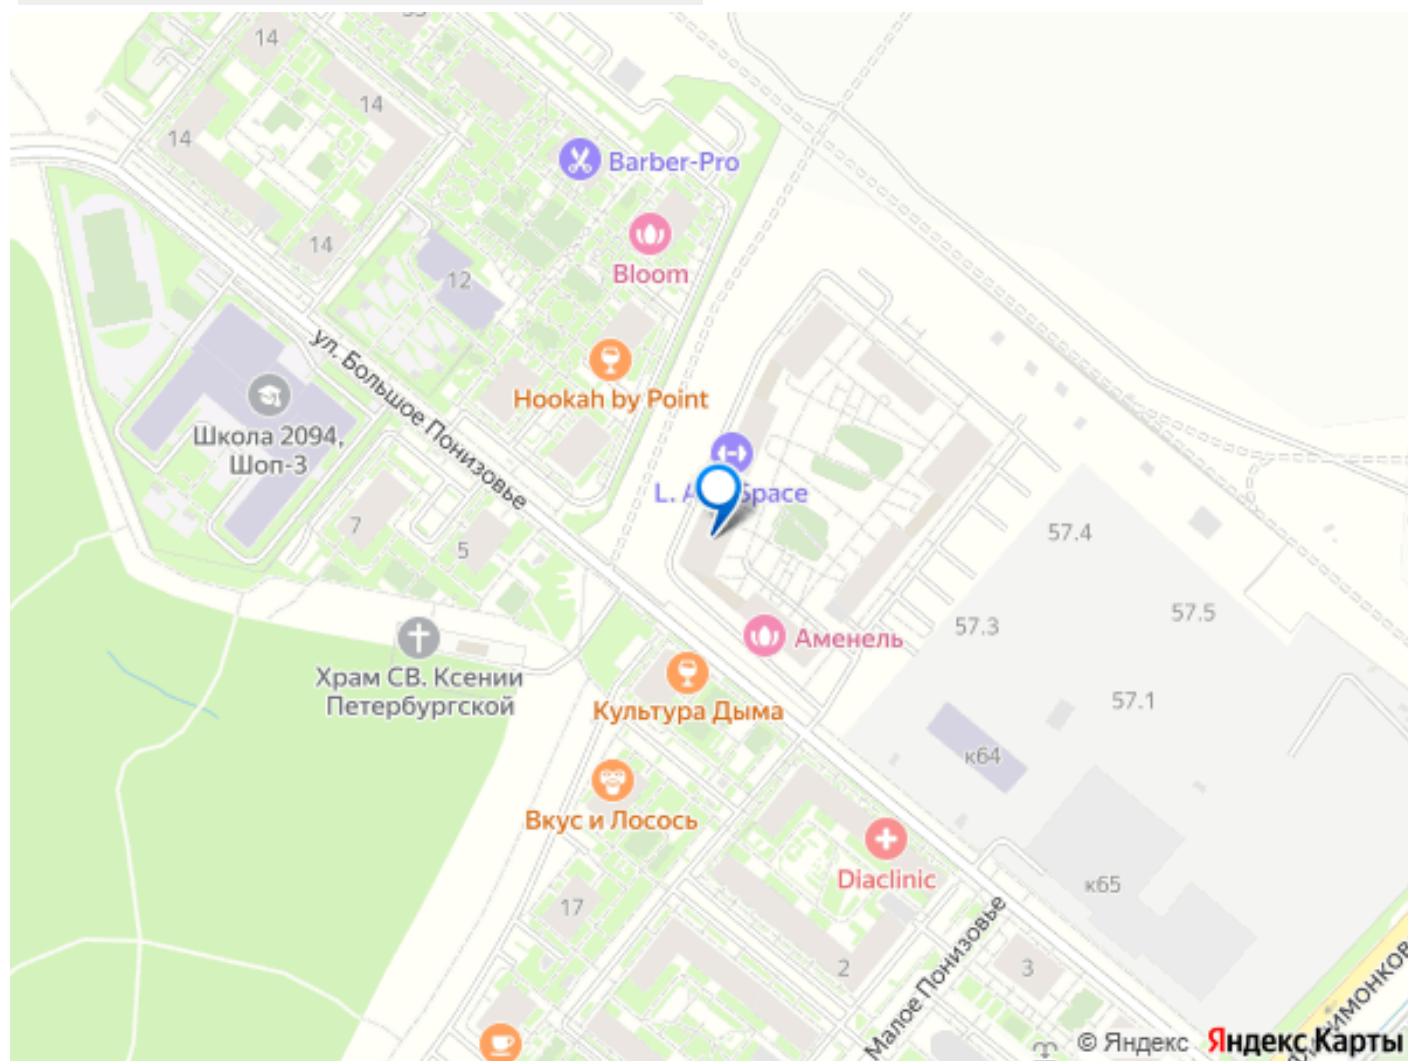 14
14
14
Barber-Pro
14
Bloom
12
ул. Большое Понизовье
Hookah by Point
Школа 2094,
Шоп-3
7
5
57.4
57.3
57.5
Аменель
Храм СВ. Ксении
Петербургской
Культура Дыма
57.1
к64
Вкус и Лосось
Diaclinic
к65
17
2
3
Малое Понизовье
© Яндекс Яндекс Карты